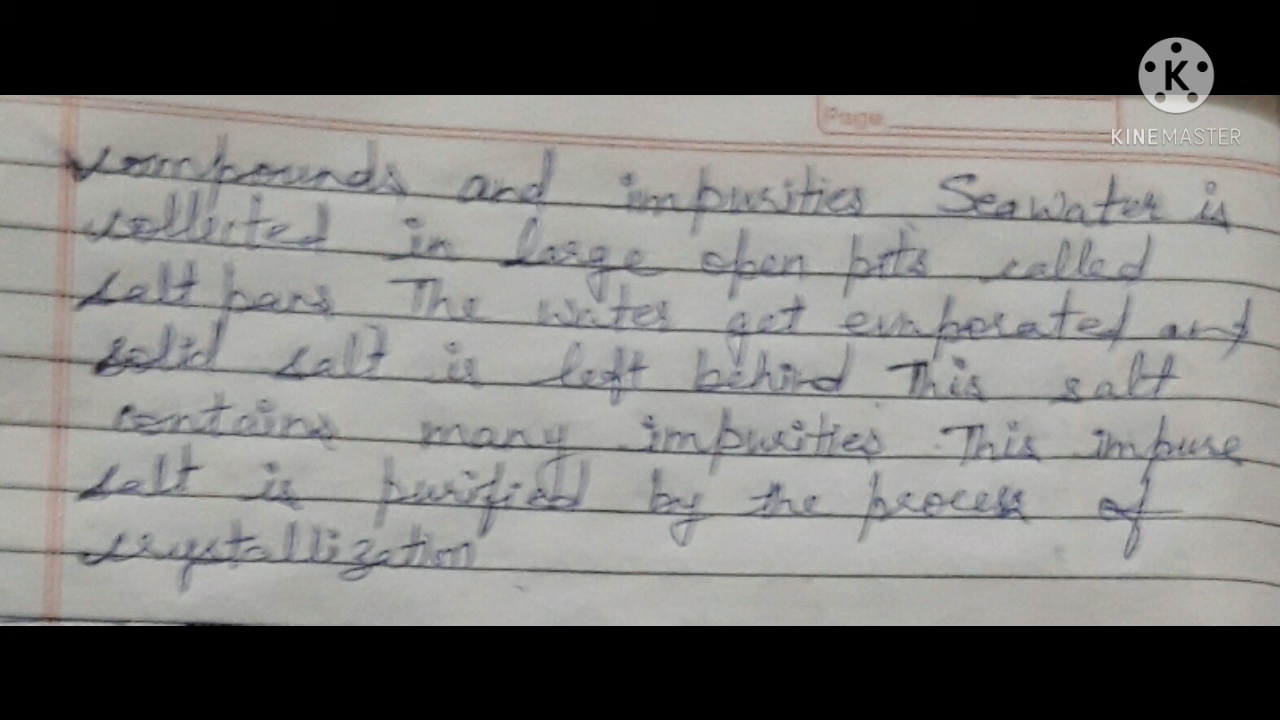 Page
K
KINEMASTER
compounds and impurities Seawater is
collected in large open pits called
salt pans The water get evaporated and
solid salt is left behind This salt
contains many impurities. This impure
salt is purified by the process of
crystallization